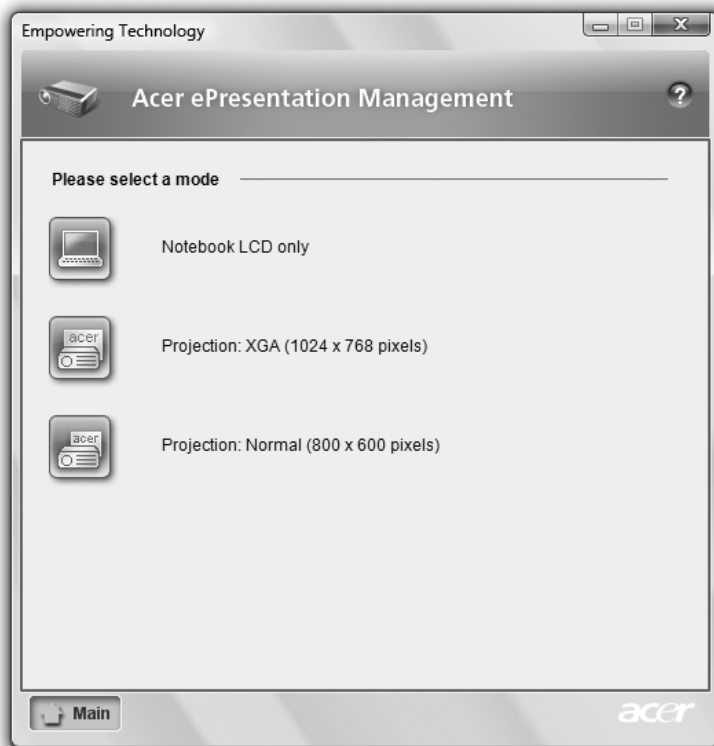 Empowering Technology
Acer ePresentation Management
?
Please select a mode
Notebook LCD only
acer
Projection: XGA (1024 x 768 pixels)
acer
Projection: Normal (800 x 600 pixels)
Main
acer